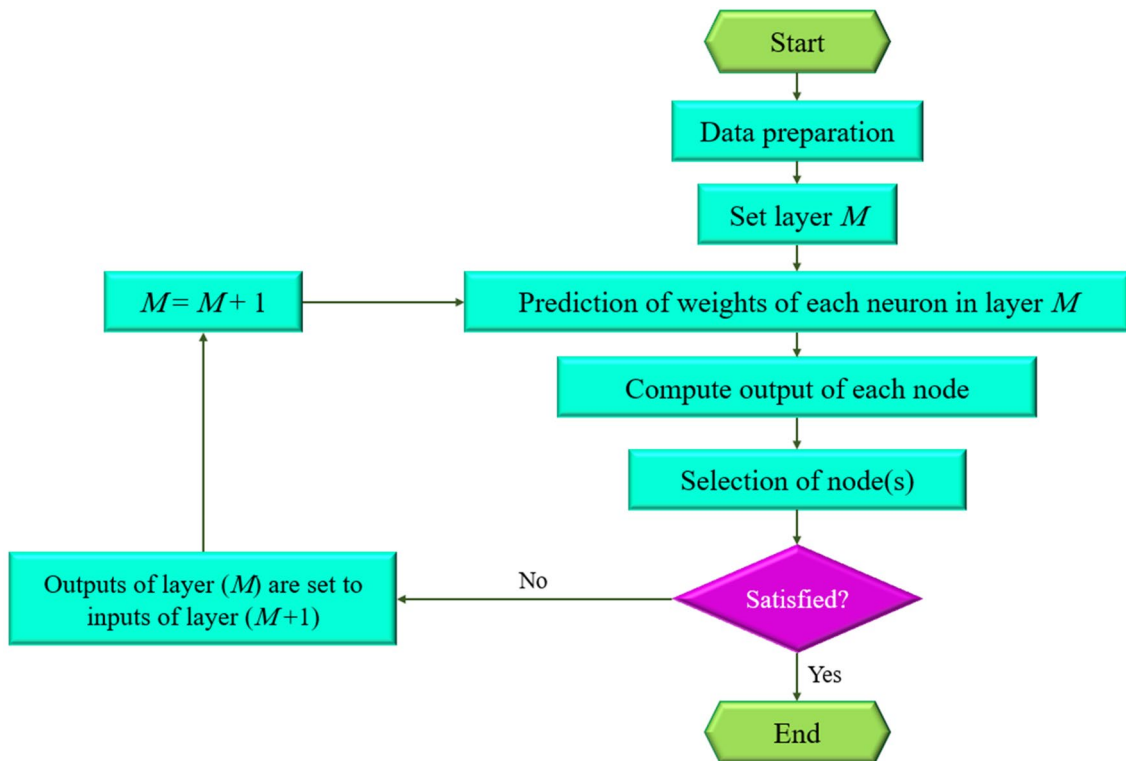 Start
Data preparation
Set layer M
M = M + 1
Prediction of weights of each neuron in layer M
Compute output of each node
Selection of node(s)
Satisfied?
No
Outputs of layer (M) are set to
inputs of layer (M+1)
Yes
End